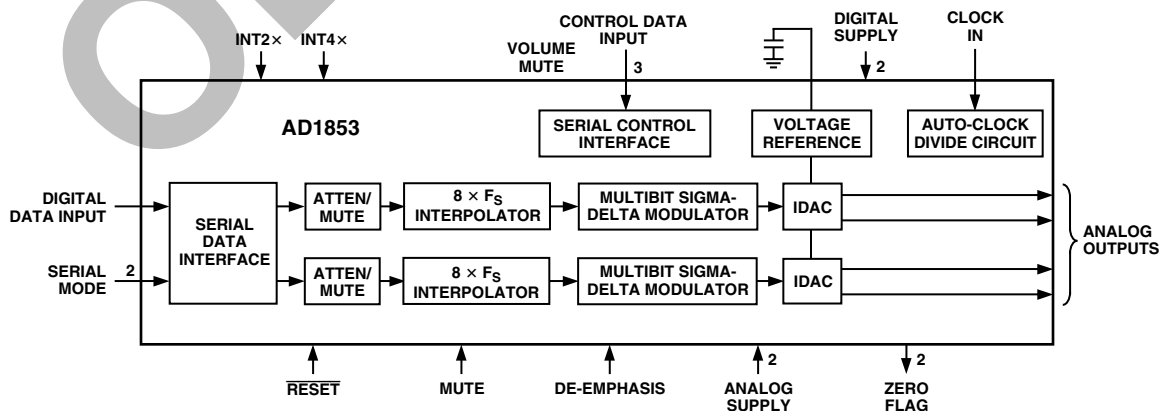 INT2×
INT4×
CONTROL DATA
INPUT
VOLUME
MUTE
3
DIGITAL
SUPPLY
2
CLOCK
IN
AD1853
SERIAL CONTROL
INTERFACE
VOLTAGE
REFERENCE
AUTO-CLOCK
DIVIDE CIRCUIT
DIGITAL
DATA INPUT
SERIAL
MODE
2
SERIAL
DATA
INTERFACE
ATTEN/
MUTE
8 × FS
INTERPOLATOR
MULTIBIT SIGMA-
DELTA MODULATOR
IDAC
ATTEN/
MUTE
8 × FS
INTERPOLATOR
MULTIBIT SIGMA-
DELTA MODULATOR
IDAC
ANALOG
OUTPUTS
RESET
MUTE
DE-EMPHASIS
2
ANALOG
SUPPLY
2
ZERO
FLAG